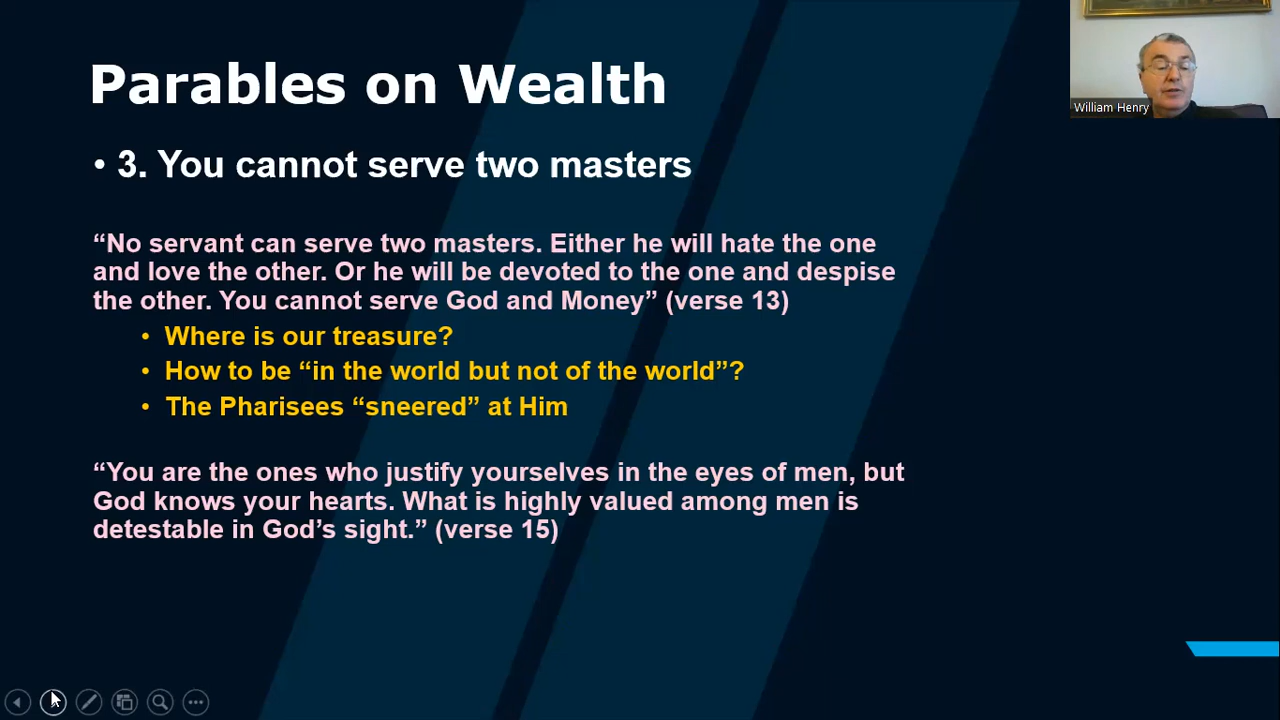 Parables on Wealth
William Henry
• 3. You cannot serve two masters
“No servant can serve two masters. Either he will hate the one
and love the other. Or he will be devoted to the one and despise
the other. You cannot serve God and Money” (verse 13)
• Where is our treasure?
• How to be “in the world but not of the world”?
• The Pharisees “sneered” at Him
“You are the ones who justify yourselves in the eyes of men, but
God knows your hearts. What is highly valued among men is
detestable in God’s sight.” (verse 15)